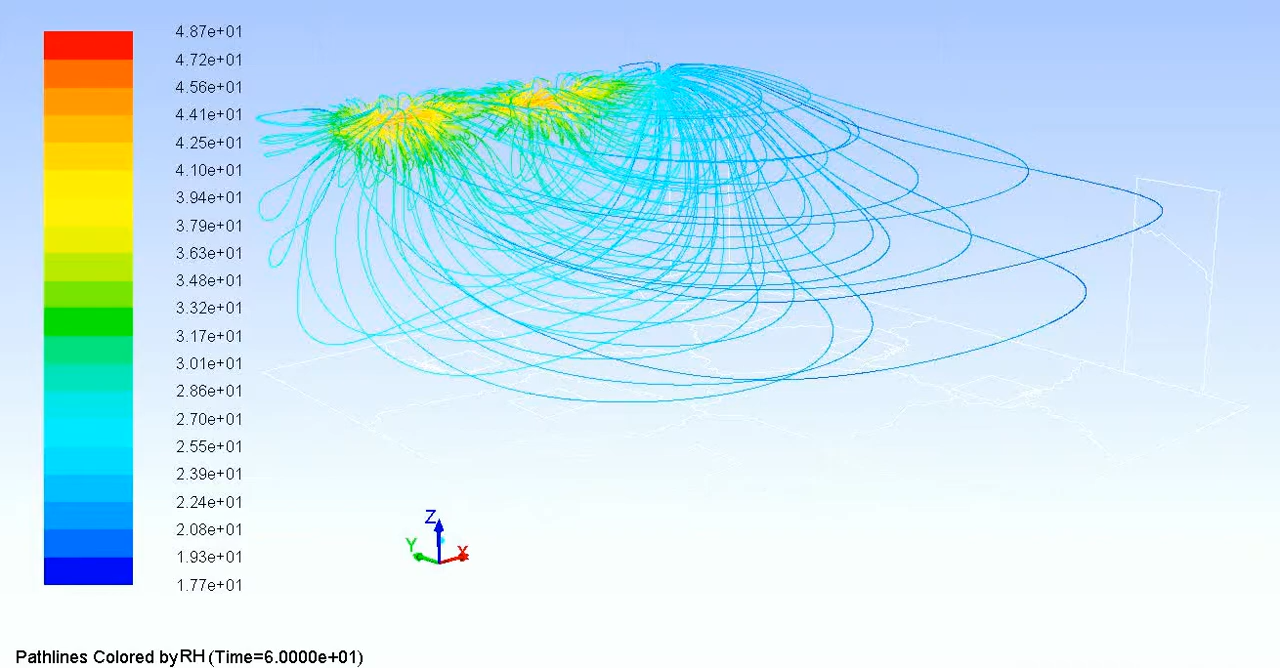 4.87e+01
4.72e+01
4.56e+01
4.41e+01
4.25e+01
4.10e+01
3.94e+01
3.79e+01
3.63e+01
3.48e+01
3.32e+01
3.17e+01
3.01e+01
2.86e+01
2.70e+01
2.55e+01
2.39e+01
2.24e+01
2.08e+01
1.93e+01
1.77e+01
Z
Y X
Pathlines Colored by RH (Time=6.0000e+01)